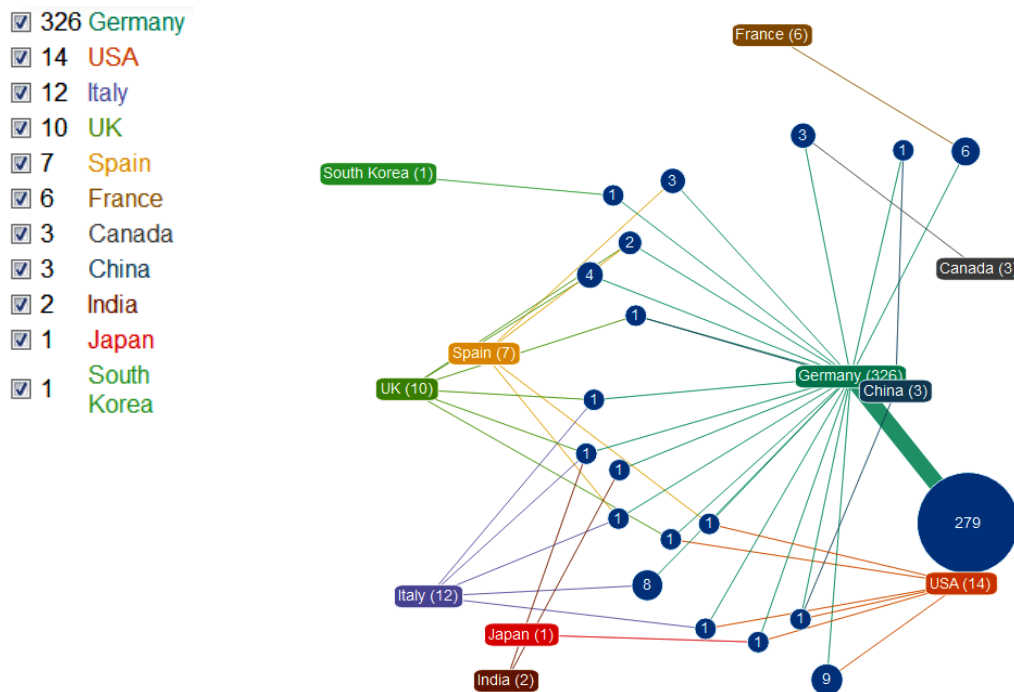 326 Germany
14 USA
12 Italy
10 UK
7 Spain
6 France
3 Canada
3 China
2 India
1 Japan
1 South
Korea
France (6)
3
1
6
South Korea (1)
3
1
2
Canada (3)
4
1
Spain (7)
Germany (326)
UK (10)
China (3)
1
1
1
1
1
1
279
8
USA (14)
Italy (12)
1
1
1
Japan (1)
India (2)
9